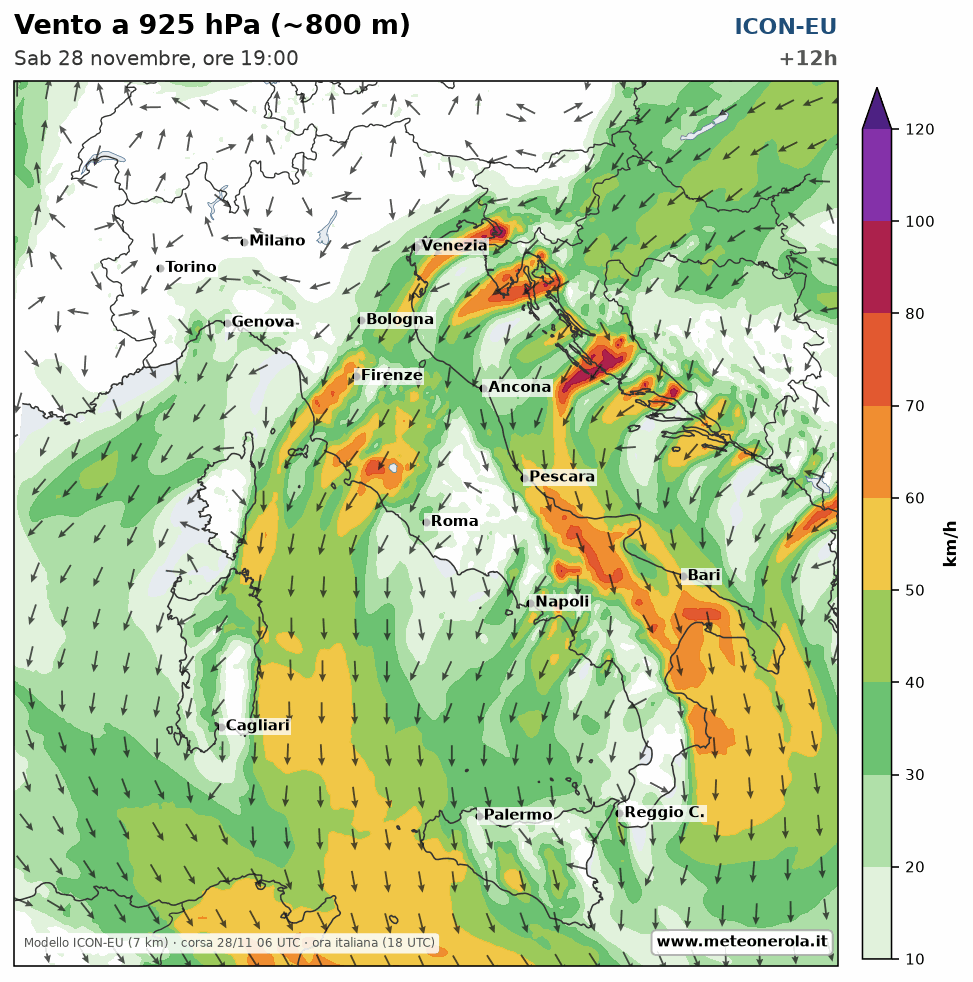 Vento a 925 hPa (~800 m)
ICON-EU
Sab 28 novembre, ore 19:00
+12h
120
100
80
70
60
50
40
30
20
10
km/h
Venezia
Milano
Torino
Genova
Bologna
Firenze
Ancona
Pescara
Roma
Bari
Napoli
Cagliari
Palermo
Reggio C.
Modello ICON-EU (7 km) · corsa 28/11 06 UTC · ora italiana (18 UTC)
www.meteonerola.it